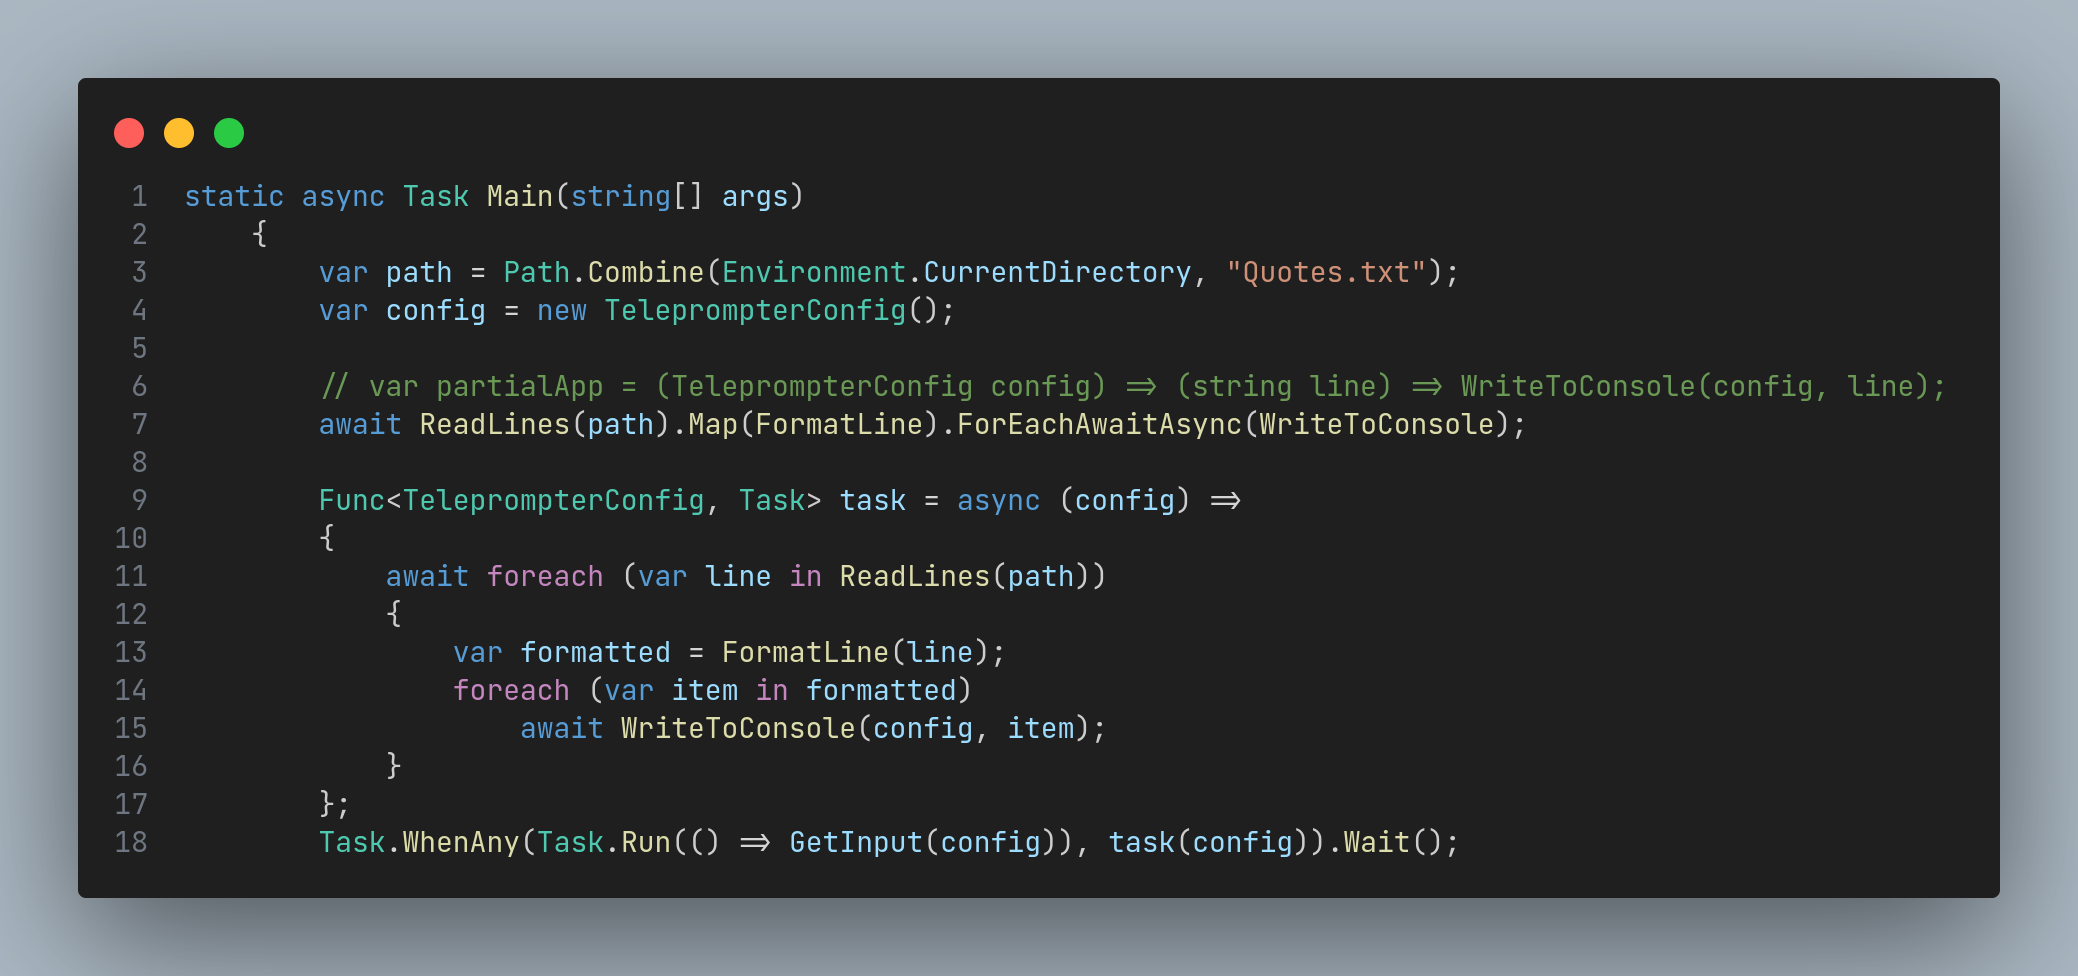 1 static async Task Main(string[] args)
2 {
3 var path = Path.Combine(Environment.CurrentDirectory, "Quotes.txt");
4 var config = new TeleprompterConfig();
5
6 // var partialApp = (TeleprompterConfig config) => (string line) => WriteToConsole(config, line);
7 await ReadLines(path).Map(FormatLine).ForEachAwaitAsync(WriteToConsole);
8
9 Func<TeleprompterConfig, Task> task = async (config) =>
10 {
11 await foreach (var line in ReadLines(path))
12 {
13 var formatted = FormatLine(line);
14 foreach (var item in formatted)
15 await WriteToConsole(config, item);
16 }
17 };
18 Task.WhenAny(Task.Run(() => GetInput(config)), task(config)).Wait();